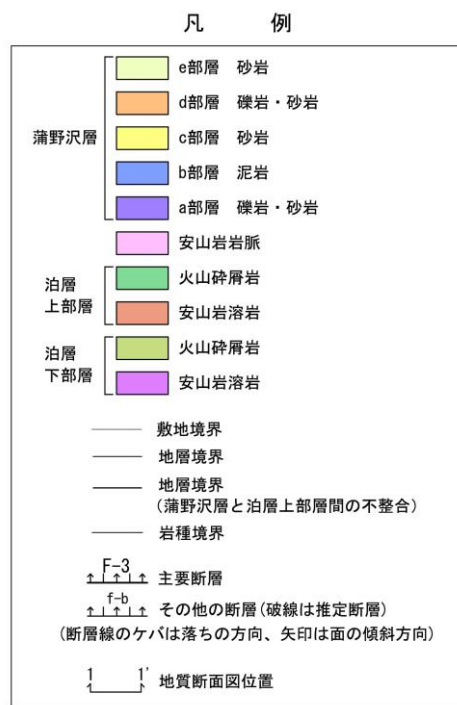 凡 例
蒲野沢層
e部層 砂岩
d部層 礫岩・砂岩
c部層 砂岩
b部層 泥岩
a部層 礫岩・砂岩
安山岩岩脈
泊層
上部層
火山砕屑岩
安山岩溶岩
泊層
下部層
火山砕屑岩
安山岩溶岩
敷地境界
地層境界
地層境界
(蒲野沢層と泊層上部層間の不整合)
岩種境界
F-3 主要断層
f-b その他の断層(破線は推定断層)
(断層線のケバは落ちの方向、矢印は面の傾斜方向)
1 1' 地質断面図位置